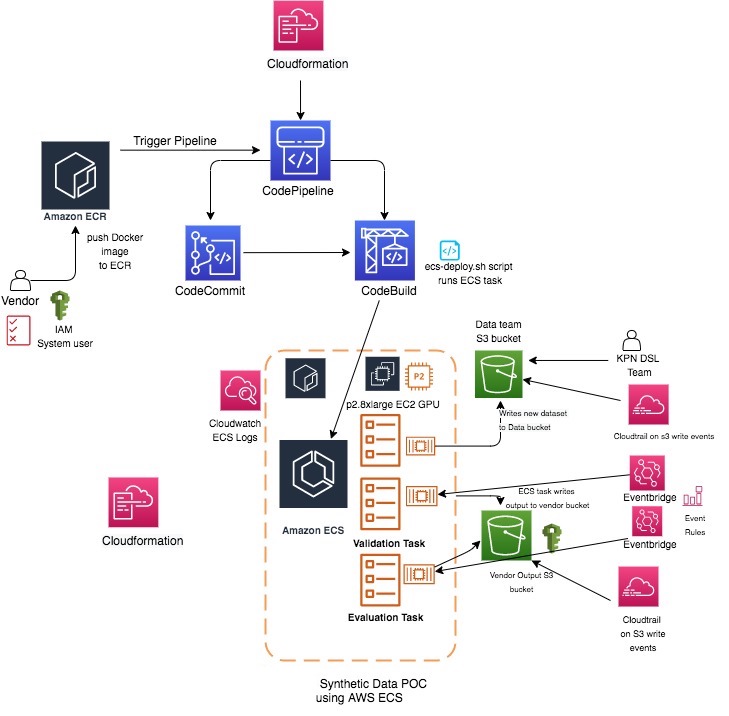 Cloudformation
Trigger Pipeline
CodePipeline
Amazon ECR
push Docker
image
to ECR
CodeCommit
CodeBuild
ecs-deploy.sh script
runs ECS task
Vendor
IAM
System user
Data team
S3 bucket
KPN DSL
Team
P2
p2.8xlarge EC2 GPU
Cloudwatch
ECS Logs
Writes new dataset
to Data bucket
Cloudtrail on s3 write events
Amazon ECS
ECS task writes
output to vendor bucket
Eventbridge
Event
Rules
Validation Task
Eventbridge
Cloudformation
Vendor Output S3
bucket
Evaluation Task
Cloudtrail
on S3 write
events
Synthetic Data POC
using AWS ECS